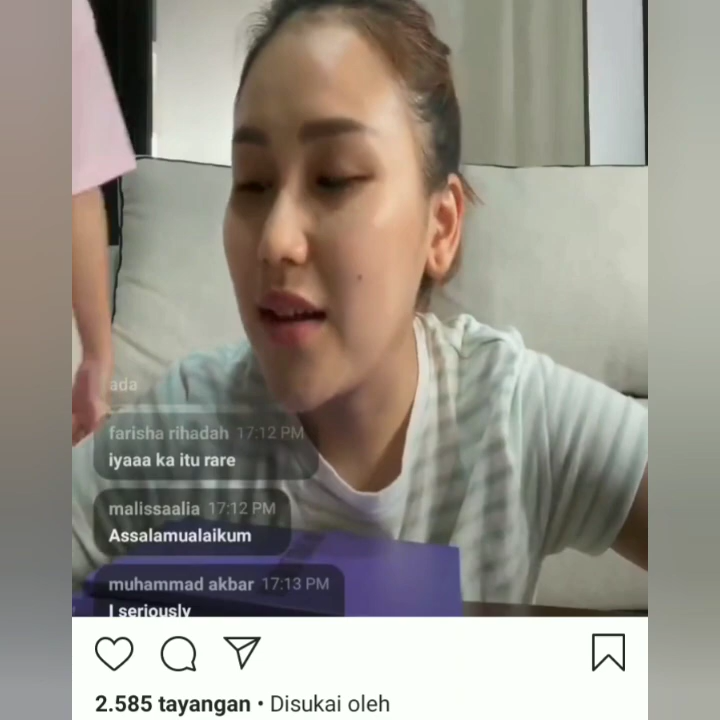 ada
farisha rihadah 17:12 PM
iyaaa ka itu rare
malissaalia 17:12 PM
Assalamualaikum
muhammad akbar 17:13 PM
I seriously
2.585 tayangan • Disukai oleh